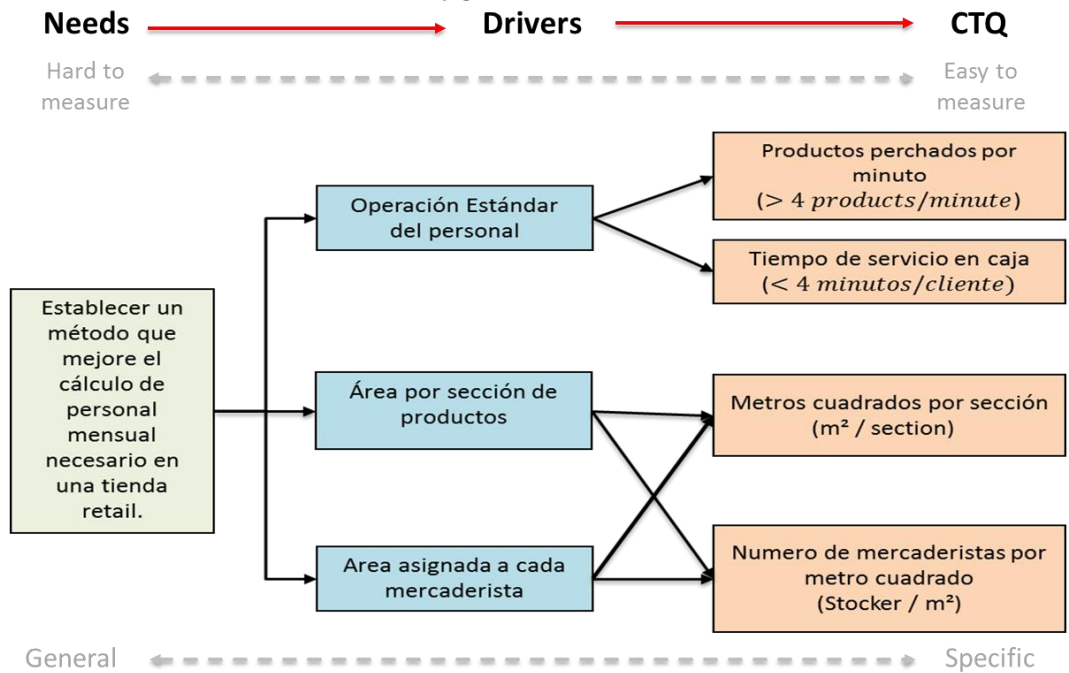 Needs
Drivers
CTQ
Hard to
measure
Easy to
measure
Establecer un
método que
mejore el
cálculo de
personal
mensual
necesario en
una tienda
retail.
Operación Estándar
del personal
Área por sección de
productos
Area asignada a cada
mercaderista
Productos perchados por
minuto
(> 4 products/minute)
Tiempo de servicio en caja
(< 4 minutos/cliente)
Metros cuadrados por sección
(m² / section)
Numero de mercaderistas por
metro cuadrado
(Stocker / m²)
General
Specific